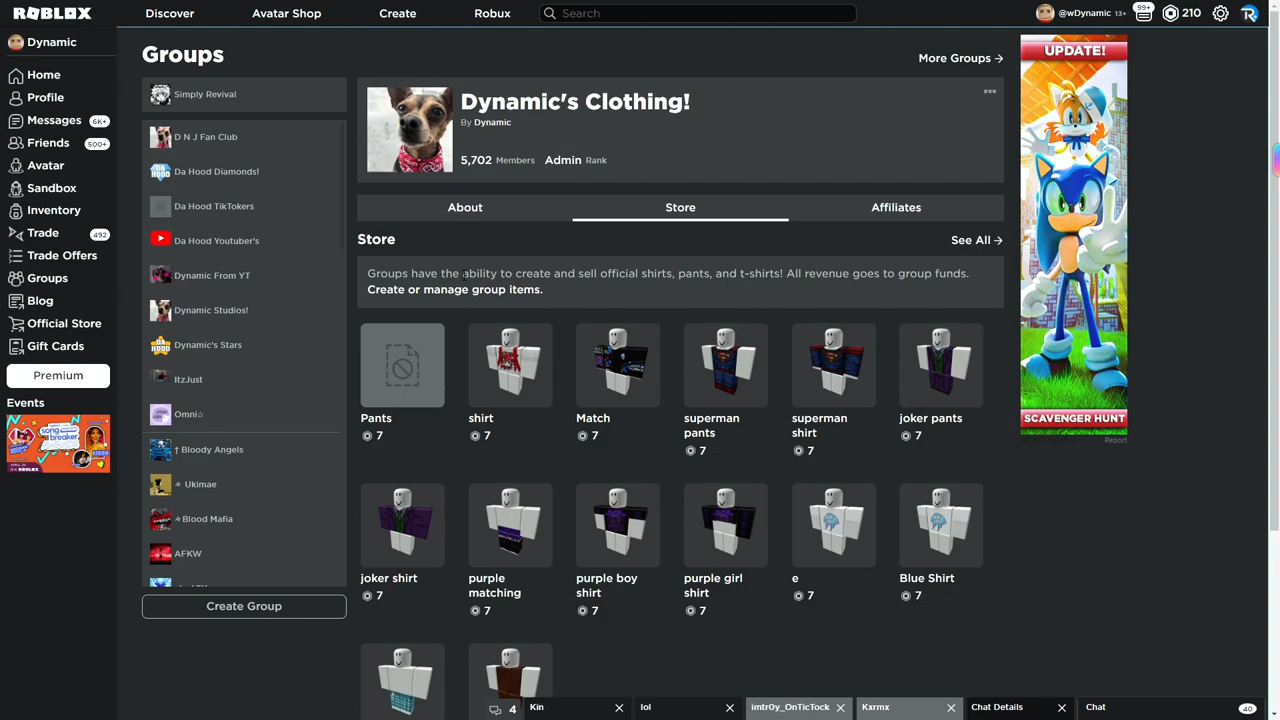 ROBLOX
Discover
Avatar Shop
Create
Robux
Search
@wDynamic 13+
99+
210
Dynamic
Home
Profile
Messages 6K+
Friends 500+
Avatar
Sandbox
Inventory
Trade 492
Trade Offers
Groups
Blog
Official Store
Gift Cards
Premium
Events
Groups
More Groups →
Simply Revival
D N J Fan Club
Da Hood Diamonds!
Da Hood TikTokers
Da Hood Youtuber's
Dynamic From YT
Dynamic Studios!
Dynamic's Stars
ItzJust
Omni☆
† Bloody Angels
Ukimae
Blood Mafia
AFKW
Create Group
Dynamic's Clothing!
By Dynamic
5,702 Members Admin Rank
About
Store
Affiliates
Store
See All →
Groups have the ability to create and sell official shirts, pants, and t-shirts! All revenue goes to group funds.
Create or manage group items.
Pants
7
shirt
7
Match
7
superman
pants
7
superman
shirt
7
joker pants
7
joker shirt
7
purple
matching
7
purple boy
shirt
7
purple girl
shirt
7
e
7
Blue Shirt
7
UPDATE!
SCAVENGER HUNT
Report
4
Kin
lol
imtr0y_OnTicTock
Kxrmx
Chat Details
Chat
40